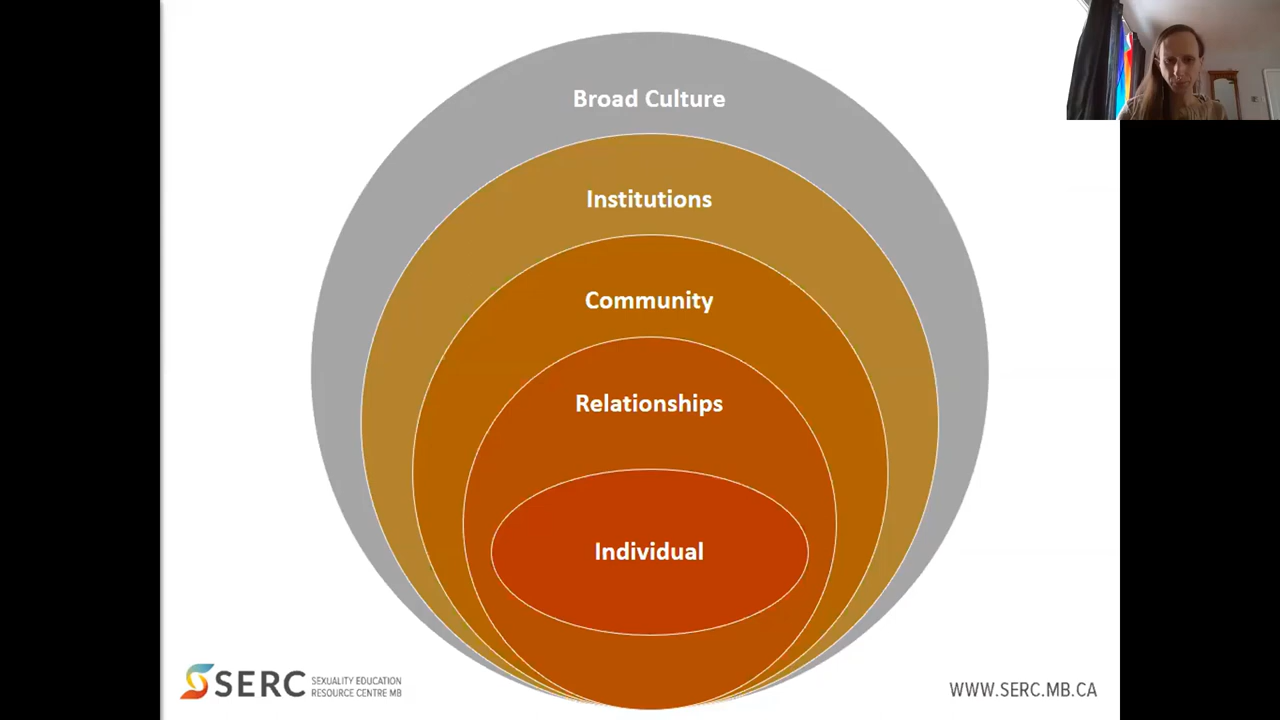 Broad Culture
Institutions
Community
Relationships
Individual
SERC
SEXUALITY EDUCATION
RESOURCE CENTRE MB
WWW.SERC.MB.CA